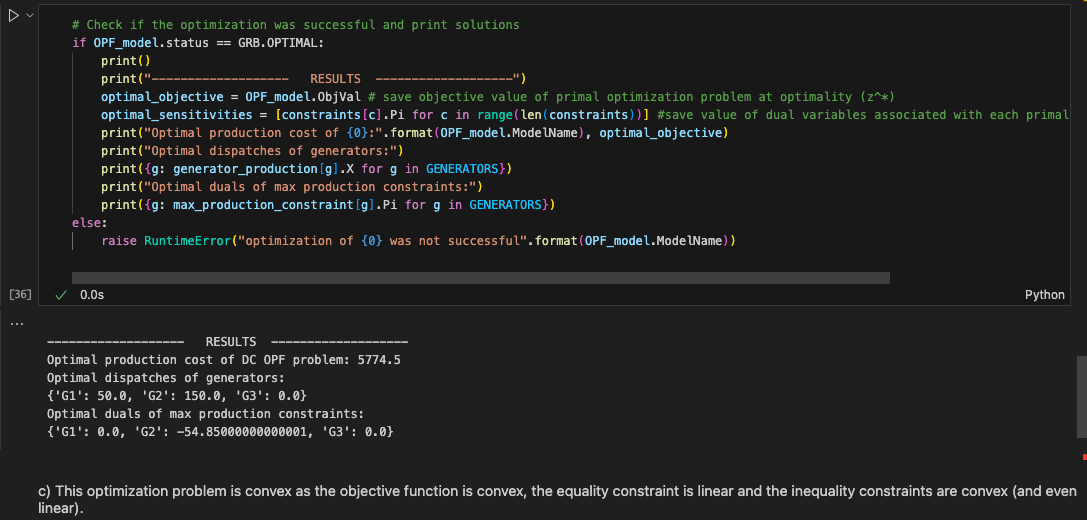 # Check if the optimization was successful and print solutions
if OPF_model.status == GRB.OPTIMAL:
print()
print("-------------------   RESULTS  -------------------")
optimal_objective = OPF_model.ObjVal # save objective value of primal optimization problem at optimality (z^*)
optimal_sensitivities = [constraints[c].Pi for c in range(len(constraints))] #save value of dual variables associated with each primal
print("Optimal production cost of {0}:".format(OPF_model.ModelName), optimal_objective)
print("Optimal dispatches of generators:")
print({g: generator_production[g].X for g in GENERATORS})
print("Optimal duals of max production constraints:")
print({g: max_production_constraint[g].Pi for g in GENERATORS})
else:
raise RuntimeError("optimization of {0} was not successful".format(OPF_model.ModelName))
[36]
0.0s
Python
...
-------------------   RESULTS  -------------------
Optimal production cost of DC OPF problem: 5774.5
Optimal dispatches of generators:
{'G1': 50.0, 'G2': 150.0, 'G3': 0.0}
Optimal duals of max production constraints:
{'G1': 0.0, 'G2': -54.85000000000001, 'G3': 0.0}
c) This optimization problem is convex as the objective function is convex, the equality constraint is linear and the inequality constraints are convex (and even
linear).